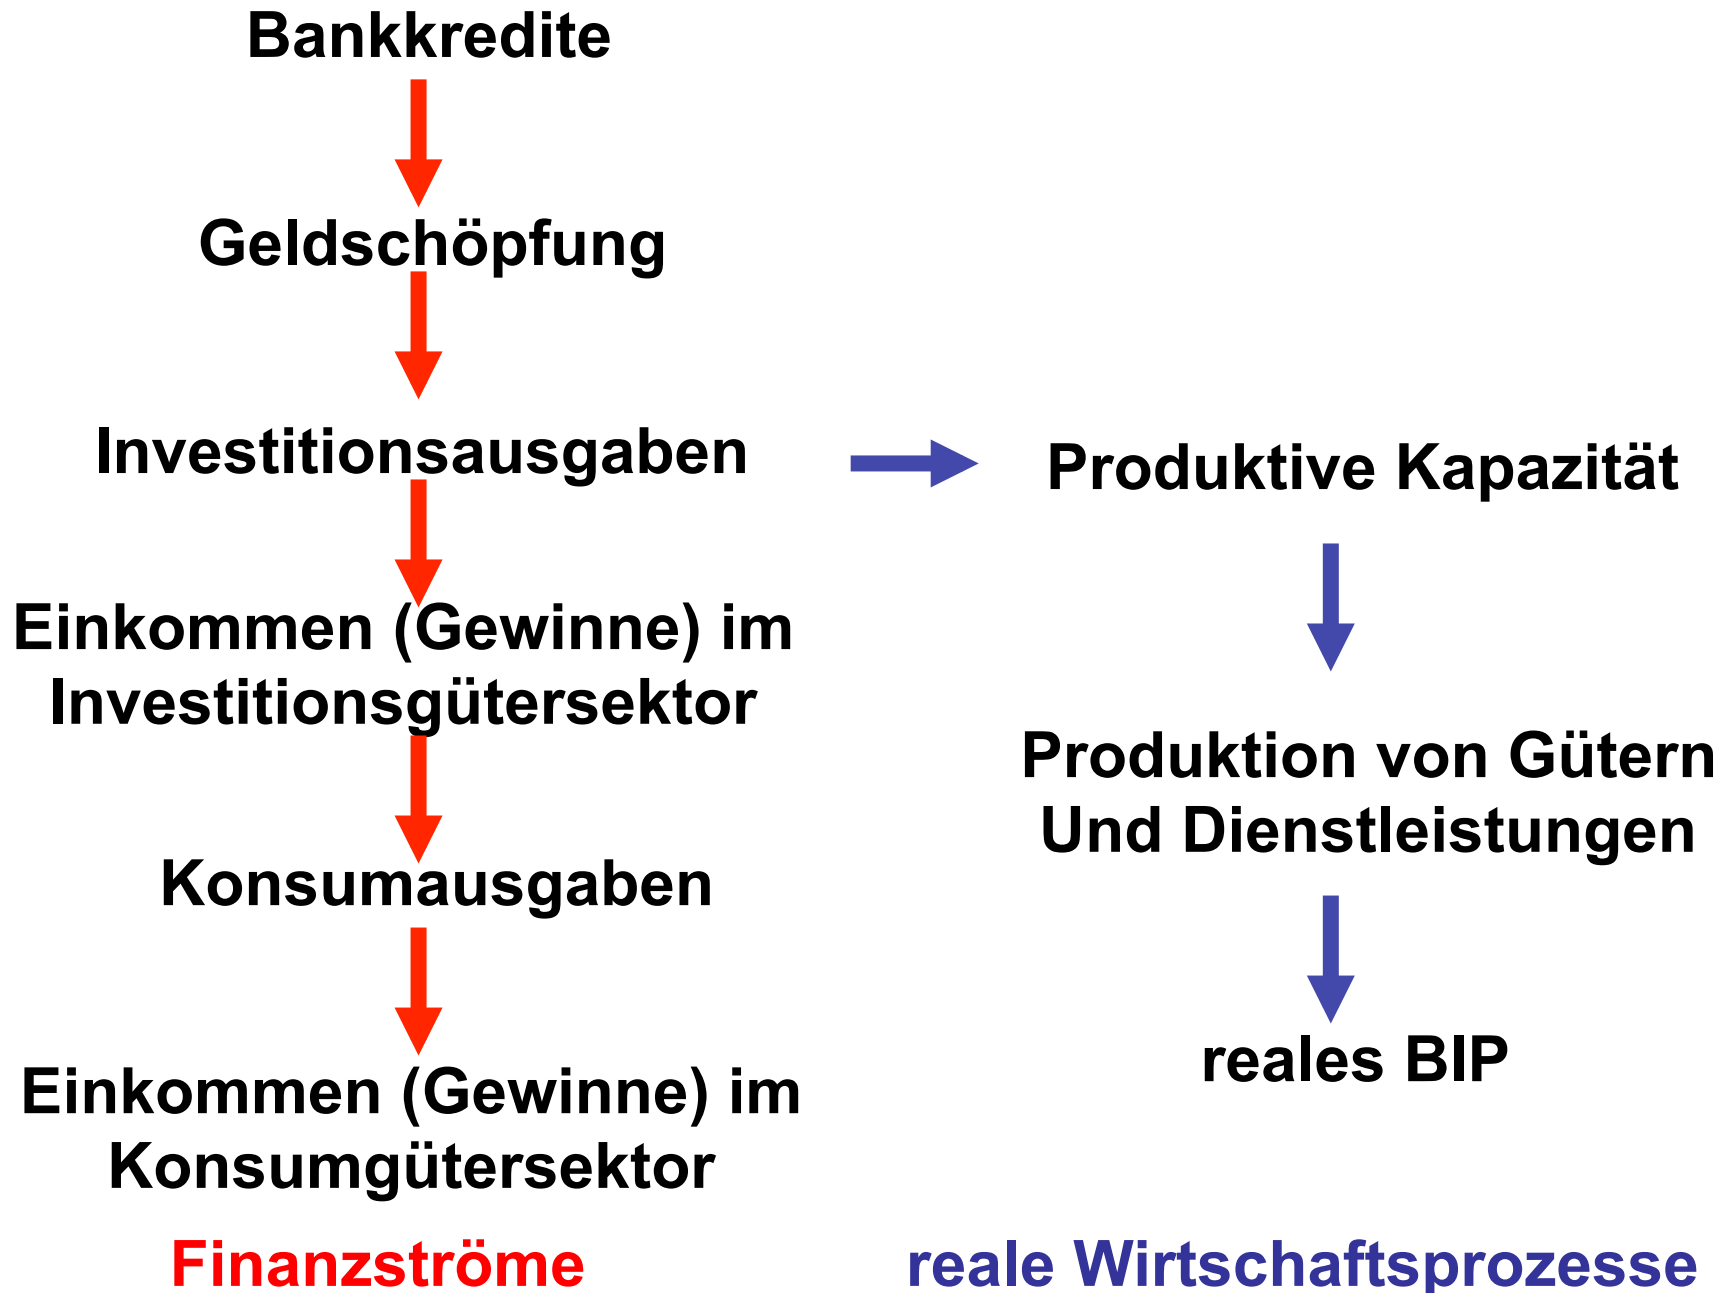 Bankkredite
Geldschöpfung
Investitionsausgaben
Einkommen (Gewinne) im
Investitionsgütersektor
Konsumausgaben
Einkommen (Gewinne) im
Konsumgütersektor
Finanzströme
Produktive Kapazität
Produktion von Gütern
Und Dienstleistungen
reales BIP
reale Wirtschaftsprozesse